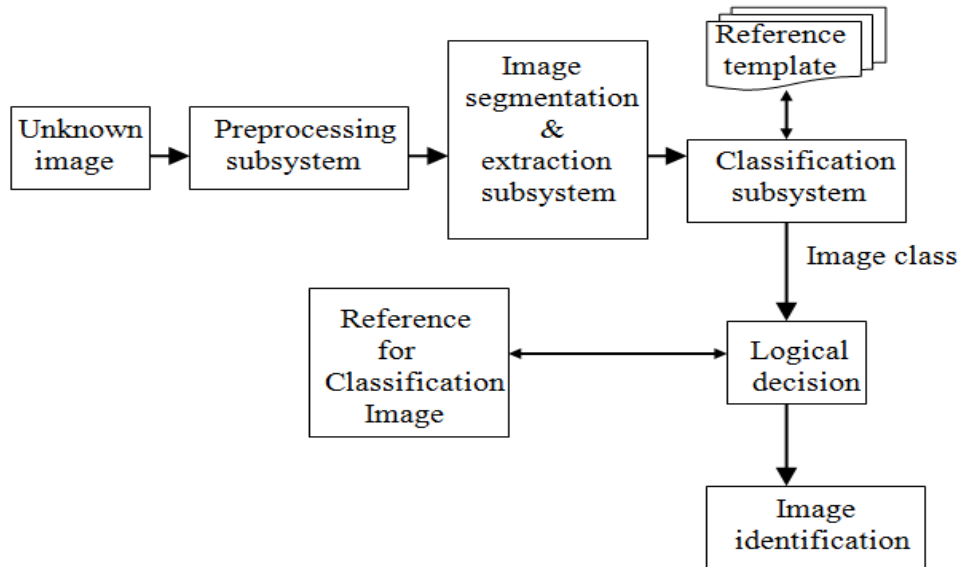 Reference
template
Unknown
image
Preprocessing
subsystem
Image
segmentation
&
extraction
subsystem
Classification
subsystem
Image class
Reference
for
Classification
Image
Logical
decision
Image
identification